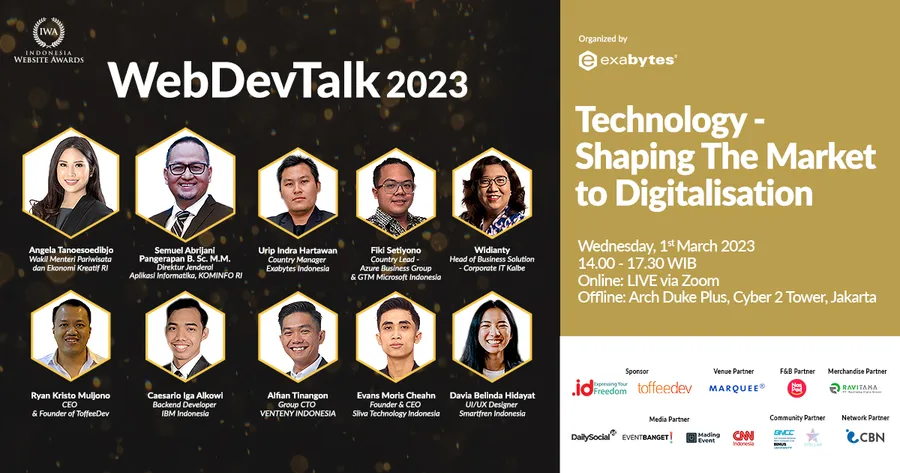 IWA
INDONESIA
WEBSITE AWARDS
WebDevTalk 2023
Angela Tanoesoedibjo
Wakil Menteri Pariwisata
dan Ekonomi Kreatif RI
Semuel Abrijani
Pangerapan B. Sc. M.M.
Direktur Jenderal
Aplikasi Informatika, KOMINFO RI
Urip Indra Hartawan
Country Manager
Exabytes Indonesia
Fiki Setiyono
Country Lead -
Azure Business Group
& GTM Microsoft Indonesia
Widianty
Head of Business Solution
- Corporate IT Kalbe
Ryan Kristo Muljono
CEO
& Founder of ToffeeDev
Caesario Iga Alkowi
Backend Developer
IBM Indonesia
Alfian Tinangon
Group CTO
VENTENY INDONESIA
Evans Moris Cheahn
Founder & CEO
Sliva Technology Indonesia
Davia Belinda Hidayat
UI/UX Designer
Smartfren Indonesia
Organized by
exabytes®
Technology -
Shaping The Market
to Digitalisation
Wednesday, 1st March 2023
14.00 - 17.30 WIB
Online: LIVE via Zoom
Offline: Arch Duke Plus, Cyber 2 Tower, Jakarta
Sponsor
.id Expressing Your Freedom
toffeedev
Venue Partner
MARQUEE®
F&B Partner
Merchandise Partner
RAVITAMA
Media Partner
DailySocial
EVENTBANGET!
Mading Event
CNN Indonesia
Community Partner
BNCC
BINUS
Network Partner
CBN